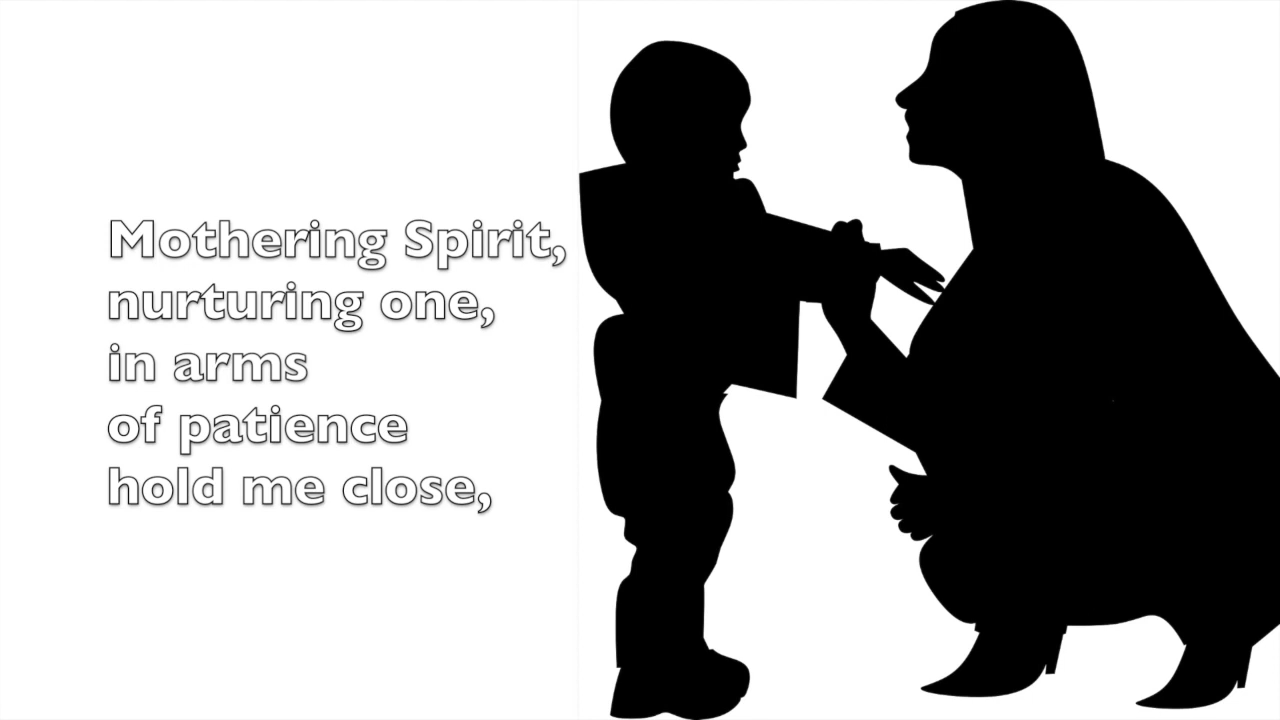 Mothering Spirit,
nurturing one,
in arms
of patience
hold me close,